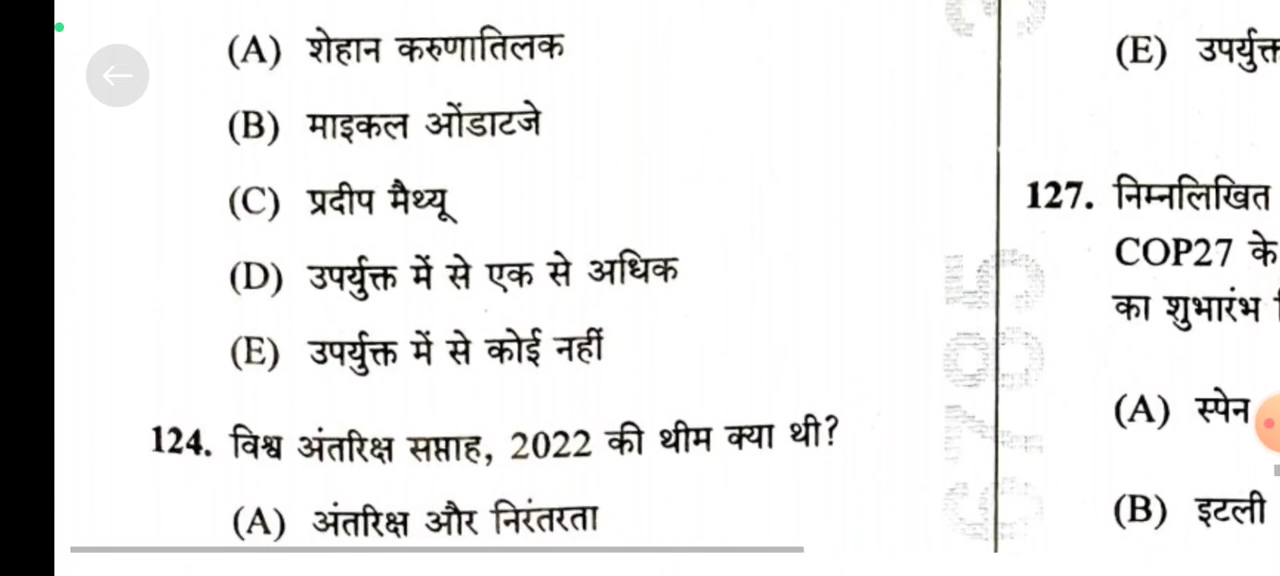 (A) शेहान करुणातिलक
(B) माइकल ओंडाटजे
(C) प्रदीप मैथ्यू
(D) उपर्युक्त में से एक से अधिक
(E) उपर्युक्त में से कोई नहीं
124. विश्व अंतरिक्ष सप्ताह, 2022 की थीम क्या थी?
(A) अंतरिक्ष और निरंतरता
(E)
127. निम्नलिखित
COP27 के
का शुभारंभ
(A) स्पेन
(B) इटली